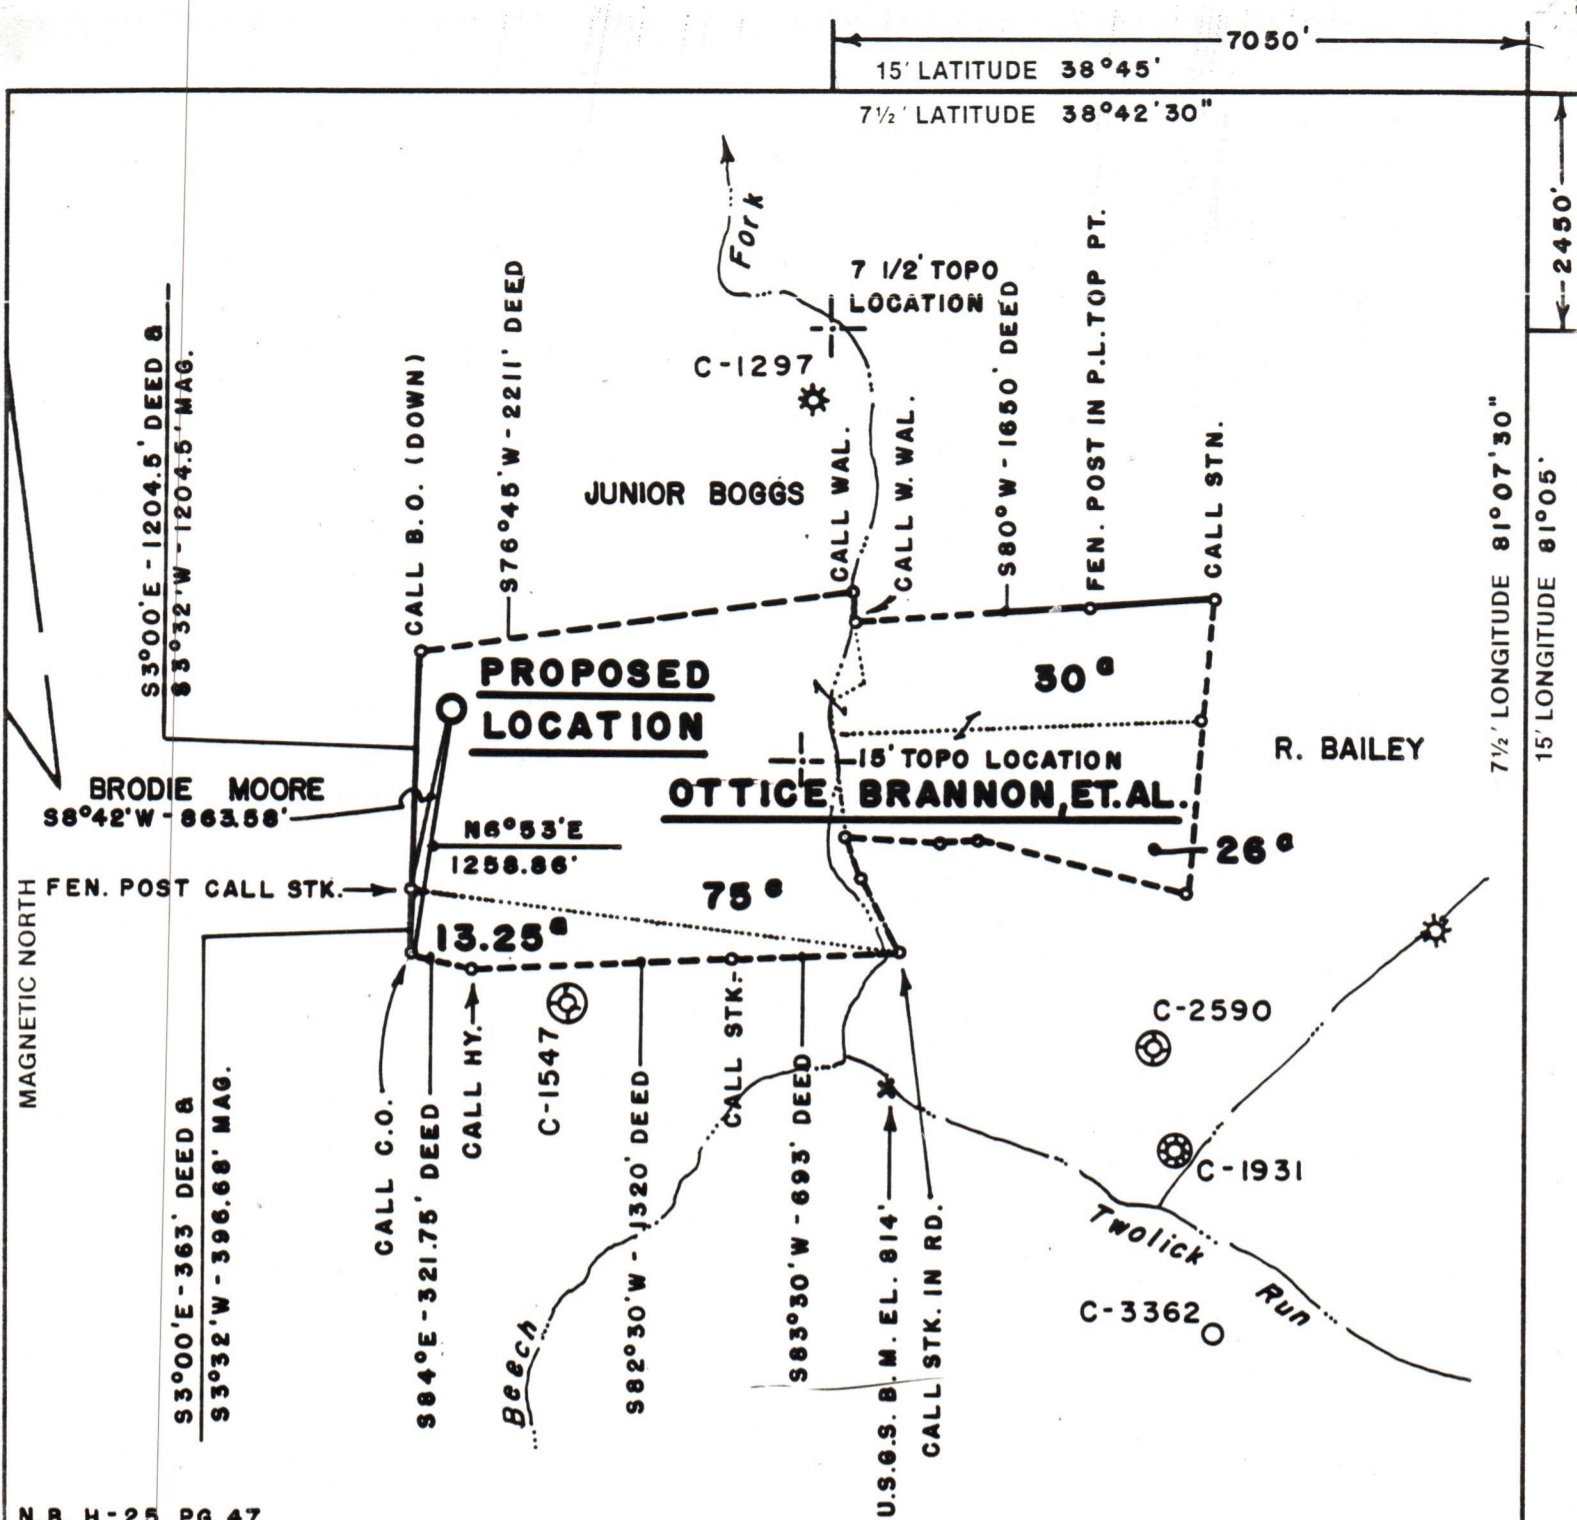 7050'
15' LATITUDE 38°45'
7½' LATITUDE 38°42'30"
2450'
Fork
7 1/2' TOPO
LOCATION
C-1297
S3°00'E-1204.5' DEED &
S3°32'W-1204.5' MAG.
CALL B.O. (DOWN)
S76°45'W-2211' DEED
JUNIOR BOGGS
CALL WAL.
CALL W. WAL.
S80°W-1650' DEED
FEN. POST IN P.L. TOP PT.
CALL STN.
7½' LONGITUDE 81°07'30"
15' LONGITUDE 81°05'
PROPOSED
LOCATION
30a
15' TOPO LOCATION
R. BAILEY
BRODIE MOORE
S8°42'W-863.58'
OTTICE BRANNON, ET. AL.
N6°53'E
1258.86'
26a
MAGNETIC NORTH
FEN. POST CALL STK.
75a
13.25a
S3°00'E-363' DEED &
S3°32'W-396.68' MAG.
CALL C.O.
S84°E-321.75' DEED
CALL HY.
C-1547
S82°30'W-1320' DEED
CALL STK.
S83°30'W-693' DEED
U.S.G.S. B.M. EL. 814'
CALL STK. IN RD.
C-2590
C-1931
Twolick
Run
C-3362
Beech
N.B. H-25 PG. 47